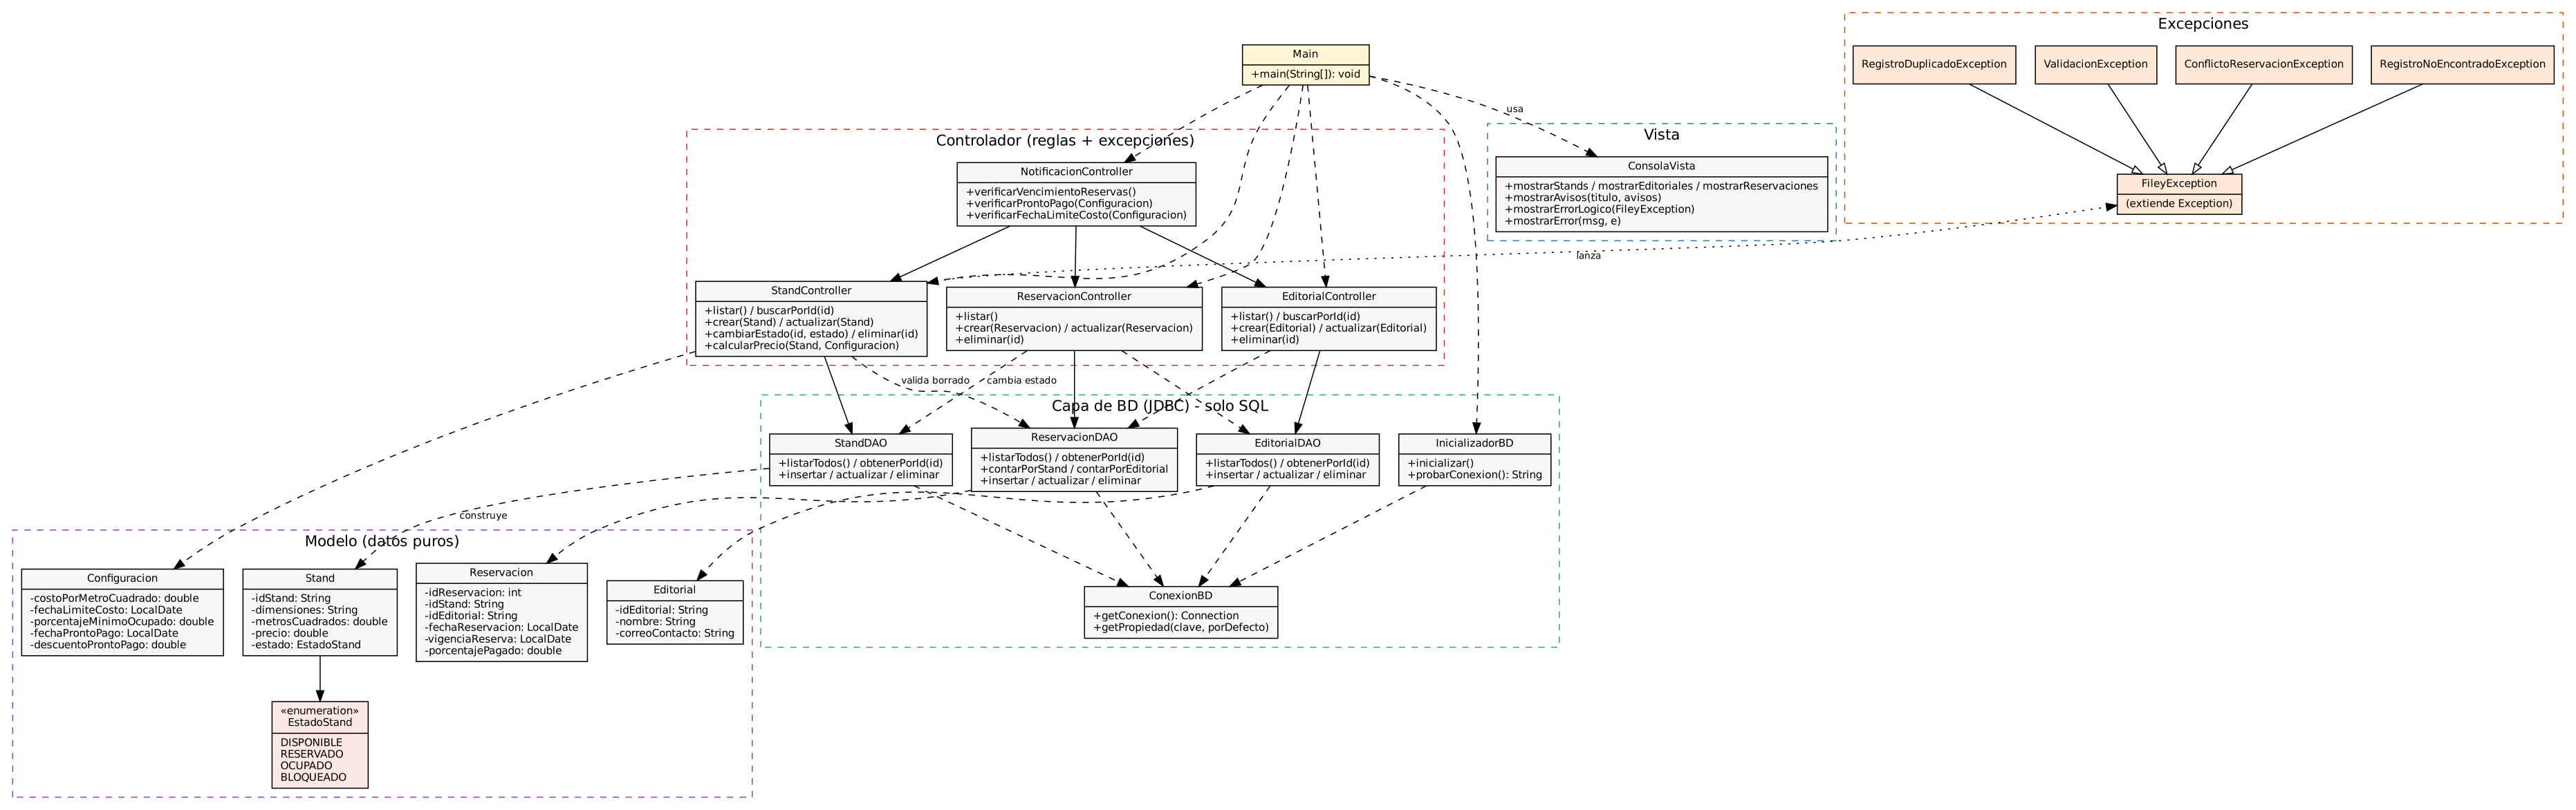 Excepciones
RegistroDuplicadoException
ValidacionException
ConflictoReservacionException
RegistroNoEncontradoException
FileyException
(extiende Exception)
Main
+main(String[]): void
usa
Vista
ConsolaVista
+mostrarStands / mostrarEditoriales / mostrarReservaciones
+mostrarAvisos(titulo, avisos)
+mostrarErrorLogico(FileyException)
+mostrarError(msg, e)
lanza
Controlador (reglas + excepciones)
NotificacionController
+verificarVencimientoReservas()
+verificarProntoPago(Configuracion)
+verificarFechaLimiteCosto(Configuracion)
StandController
+listar() / buscarPorId(id)
+crear(Stand) / actualizar(Stand)
+cambiarEstado(id, estado) / eliminar(id)
+calcularPrecio(Stand, Configuracion)
ReservacionController
+listar()
+crear(Reservacion) / actualizar(Reservacion)
+eliminar(id)
EditorialController
+listar() / buscarPorId(id)
+crear(Editorial) / actualizar(Editorial)
+eliminar(id)
valida borrado
cambia estado
Capa de BD (JDBC) - solo SQL
StandDAO
+listarTodos() / obtenerPorId(id)
+insertar / actualizar / eliminar
ReservacionDAO
+listarTodos() / obtenerPorId(id)
+contarPorStand / contarPorEditorial
+insertar / actualizar / eliminar
EditorialDAO
+listarTodos() / obtenerPorId(id)
+insertar / actualizar / eliminar
InicializadorBD
+inicializar()
+probarConexion(): String
construye
ConexionBD
+getConexion(): Connection
+getPropiedad(clave, porDefecto)
Modelo (datos puros)
Configuracion
-costoPorMetroCuadrado: double
-fechaLimiteCosto: LocalDate
-porcentajeMinimoOcupado: double
-fechaProntoPago: LocalDate
-descuentoProntoPago: double
Stand
-idStand: String
-dimensiones: String
-metrosCuadrados: double
-precio: double
-estado: EstadoStand
Reservacion
-idReservacion: int
-idStand: String
-idEditorial: String
-fechaReservacion: LocalDate
-vigenciaReserva: LocalDate
-porcentajePagado: double
Editorial
-idEditorial: String
-nombre: String
-correoContacto: String
«enumeration»
EstadoStand
DISPONIBLE
RESERVADO
OCUPADO
BLOQUEADO